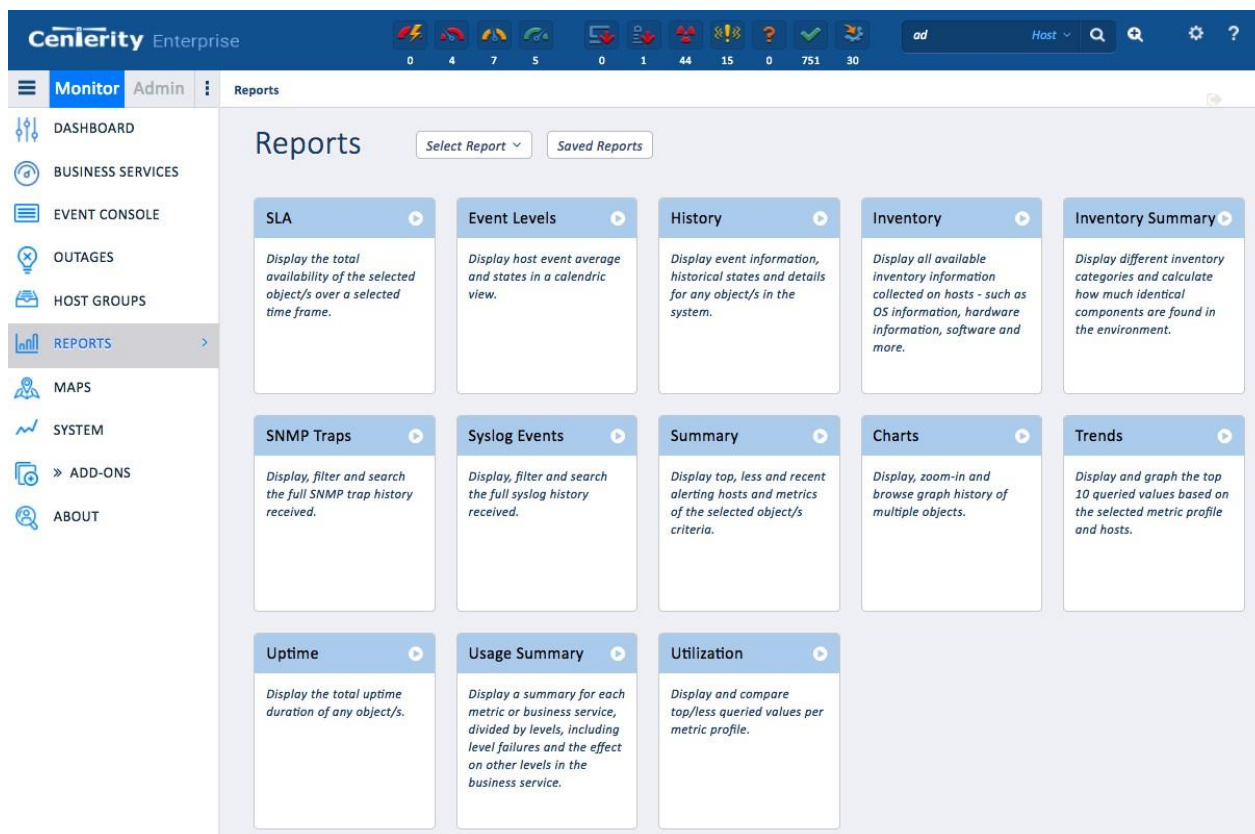 Centerity Enterprise
0 4 7 5 0 1 44 15 0 751 30
ad Host
?
Monitor Admin
Reports
DASHBOARD
BUSINESS SERVICES
EVENT CONSOLE
OUTAGES
HOST GROUPS
REPORTS
MAPS
SYSTEM
» ADD-ONS
ABOUT
Reports
Select Report
Saved Reports
SLA
Display the total
availability of the selected
object/s over a selected
time frame.
Event Levels
Display host event average
and states in a calendric
view.
History
Display event information,
historical states and details
for any object/s in the
system.
Inventory
Display all available
inventory information
collected on hosts - such as
OS information, hardware
information, software and
more.
Inventory Summary
Display different inventory
categories and calculate
how much identical
components are found in
the environment.
SNMP Traps
Display, filter and search
the full SNMP trap history
received.
Syslog Events
Display, filter and search
the full syslog history
received.
Summary
Display top, less and recent
alerting hosts and metrics
of the selected object/s
criteria.
Charts
Display, zoom-in and
browse graph history of
multiple objects.
Trends
Display and graph the top
10 queried values based on
the selected metric profile
and hosts.
Uptime
Display the total uptime
duration of any object/s.
Usage Summary
Display a summary for each
metric or business service,
divided by levels, including
level failures and the effect
on other levels in the
business service.
Utilization
Display and compare
top/less queried values per
metric profile.